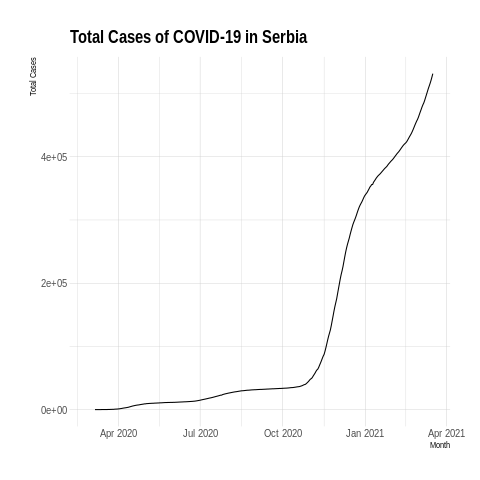 Total Cases of COVID-19 in Serbia
Total Cases
4e+05
2e+05
0e+00
Apr 2020
Jul 2020
Oct 2020
Jan 2021
Apr 2021
Month